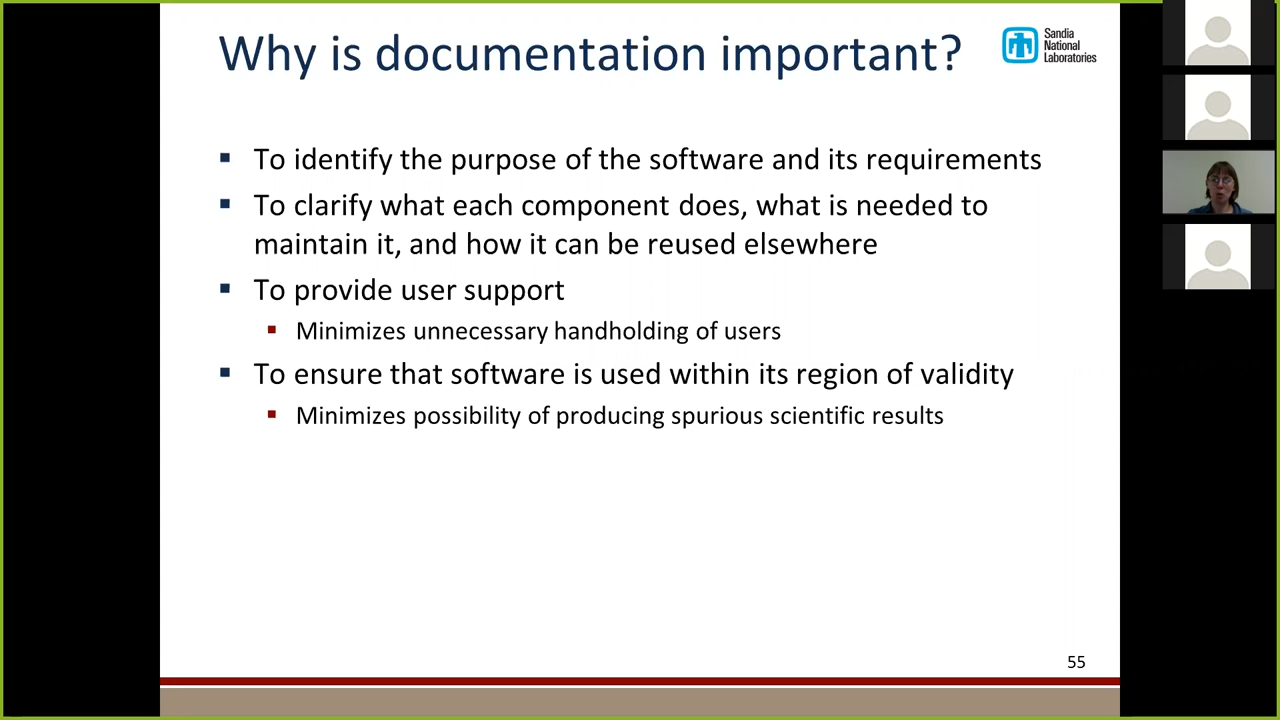 Why is documentation important?
Sandia
National
Laboratories
▪ To identify the purpose of the software and its requirements
▪ To clarify what each component does, what is needed to
maintain it, and how it can be reused elsewhere
▪ To provide user support
▪ Minimizes unnecessary handholding of users
▪ To ensure that software is used within its region of validity
▪ Minimizes possibility of producing spurious scientific results
55